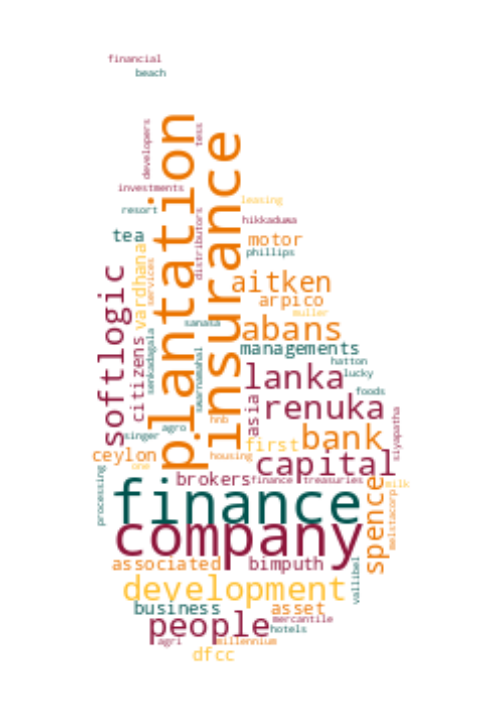 financial
beach
developers
plantation
tess
insurance
investments
leasing
resort
distributors
hikkaduwa
tea
motor
vardhana
services
phillips
softlogic
aitken
arpico
muller
sanasa
abans
citizens
senkadagala
swarnamahal
managements
hatton
lanka
lucky
foods
asia
renuka
siyapatha
hnb
agro
singer
first
bank
ceylon
housing
one
capital
processing
brokers
finance
treasuries
milk
finance
spence
melstacorp
company
associated
bimputh
vallibel
development
business
asset
people
mercantile
hotels
agri
millennium
dfcc